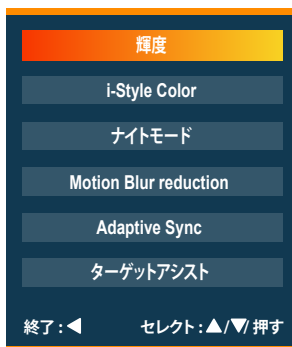 輝度
i-Style Color
ナイトモード
Motion Blur reduction
Adaptive Sync
ターゲットアシスト
終了:◀ セレクト:▲/▼/ 押す